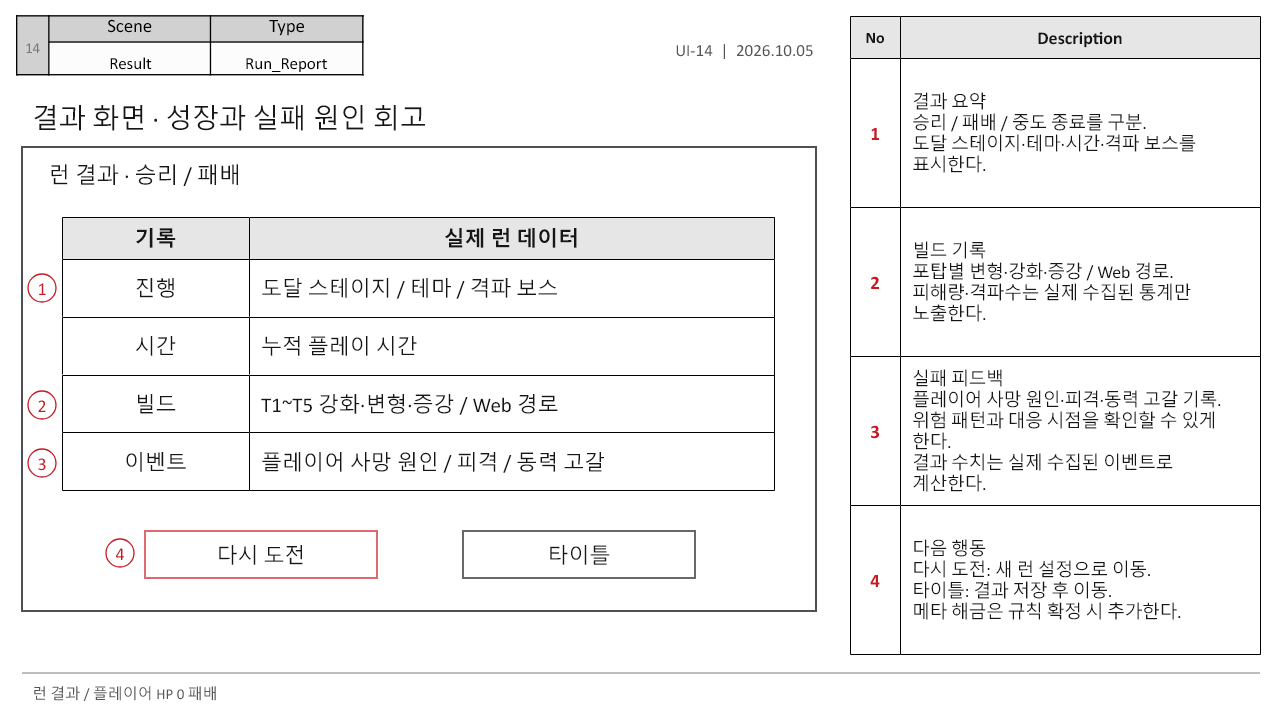 14
Scene
Type
Result
Run_Report
UI-14 | 2026.10.05
결과 화면 · 성장과 실패 원인 회고
런 결과 · 승리 / 패배
기록
실제 런 데이터
1
진행
도달 스테이지 / 테마 / 격파 보스
시간
누적 플레이 시간
2
빌드
T1~T5 강화·변형·증강 / Web 경로
3
이벤트
플레이어 사망 원인 / 피격 / 동력 고갈
4
다시 도전
타이틀
No
Description
1
결과 요약
승리 / 패배 / 중도 종료를 구분.
도달 스테이지·테마·시간·격파 보스를
표시한다.
2
빌드 기록
포탑별 변형·강화·증강 / Web 경로.
피해량·격파수는 실제 수집된 통계만
노출한다.
3
실패 피드백
플레이어 사망 원인·피격·동력 고갈 기록.
위험 패턴과 대응 시점을 확인할 수 있게
한다.
결과 수치는 실제 수집된 이벤트로
계산한다.
4
다음 행동
다시 도전: 새 런 설정으로 이동.
타이틀: 결과 저장 후 이동.
메타 해금은 규칙 확정 시 추가한다.
런 결과 / 플레이어 HP 0 패배